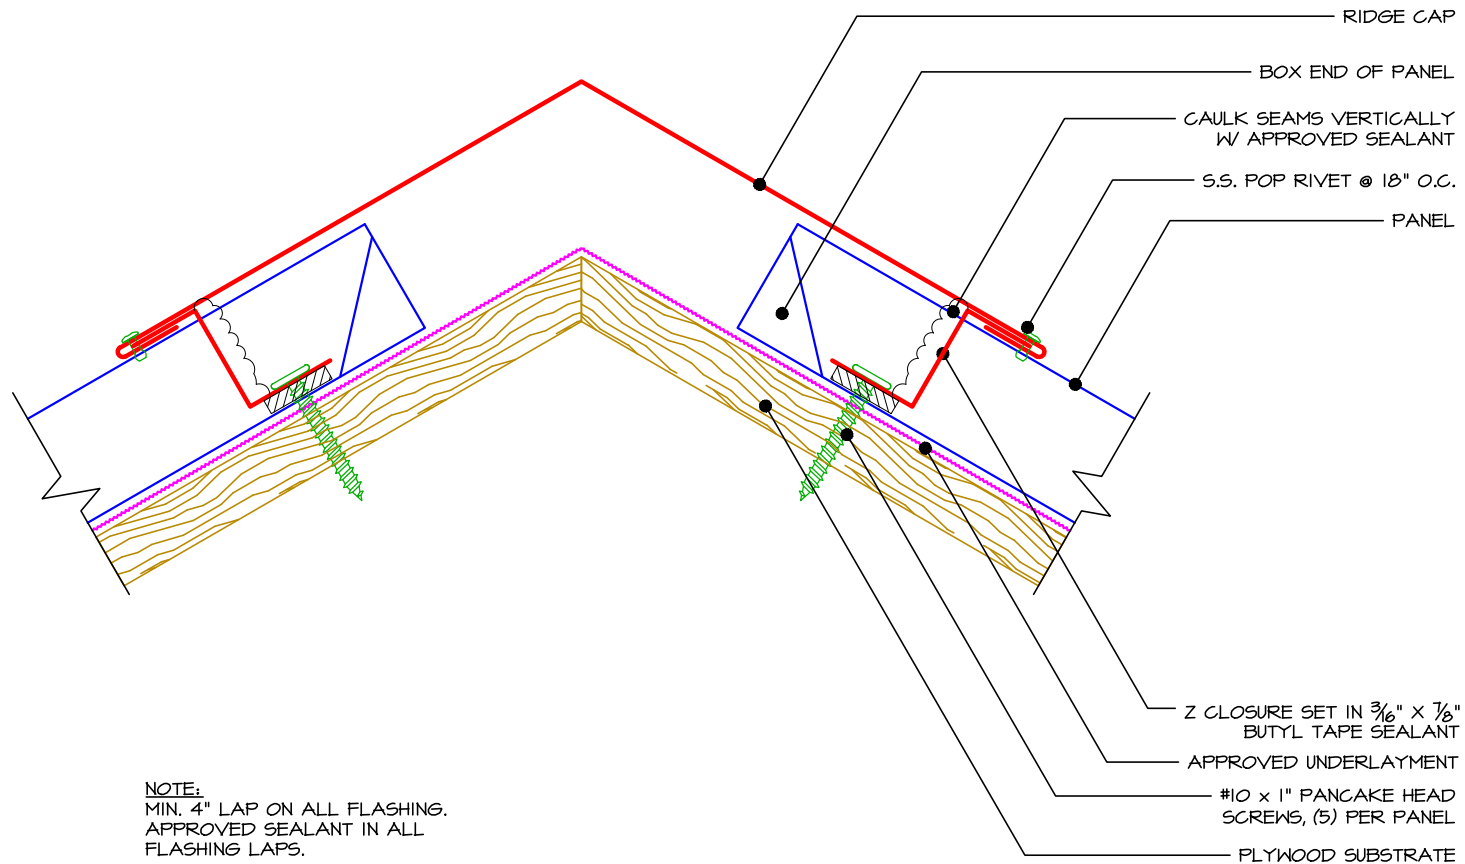 RIDGE CAP
BOX END OF PANEL
CAULK SEAMS VERTICALLY
W/ APPROVED SEALANT
S.S. POP RIVET @ 18" O.C.
PANEL
Z CLOSURE SET IN 3/16" X 7/8"
BUTYL TAPE SEALANT
APPROVED UNDERLAYMENT
#10 x 1" PANCAKE HEAD
SCREWS, (5) PER PANEL
PLYWOOD SUBSTRATE
NOTE:
MIN. 4" LAP ON ALL FLASHING.
APPROVED SEALANT IN ALL
FLASHING LAPS.